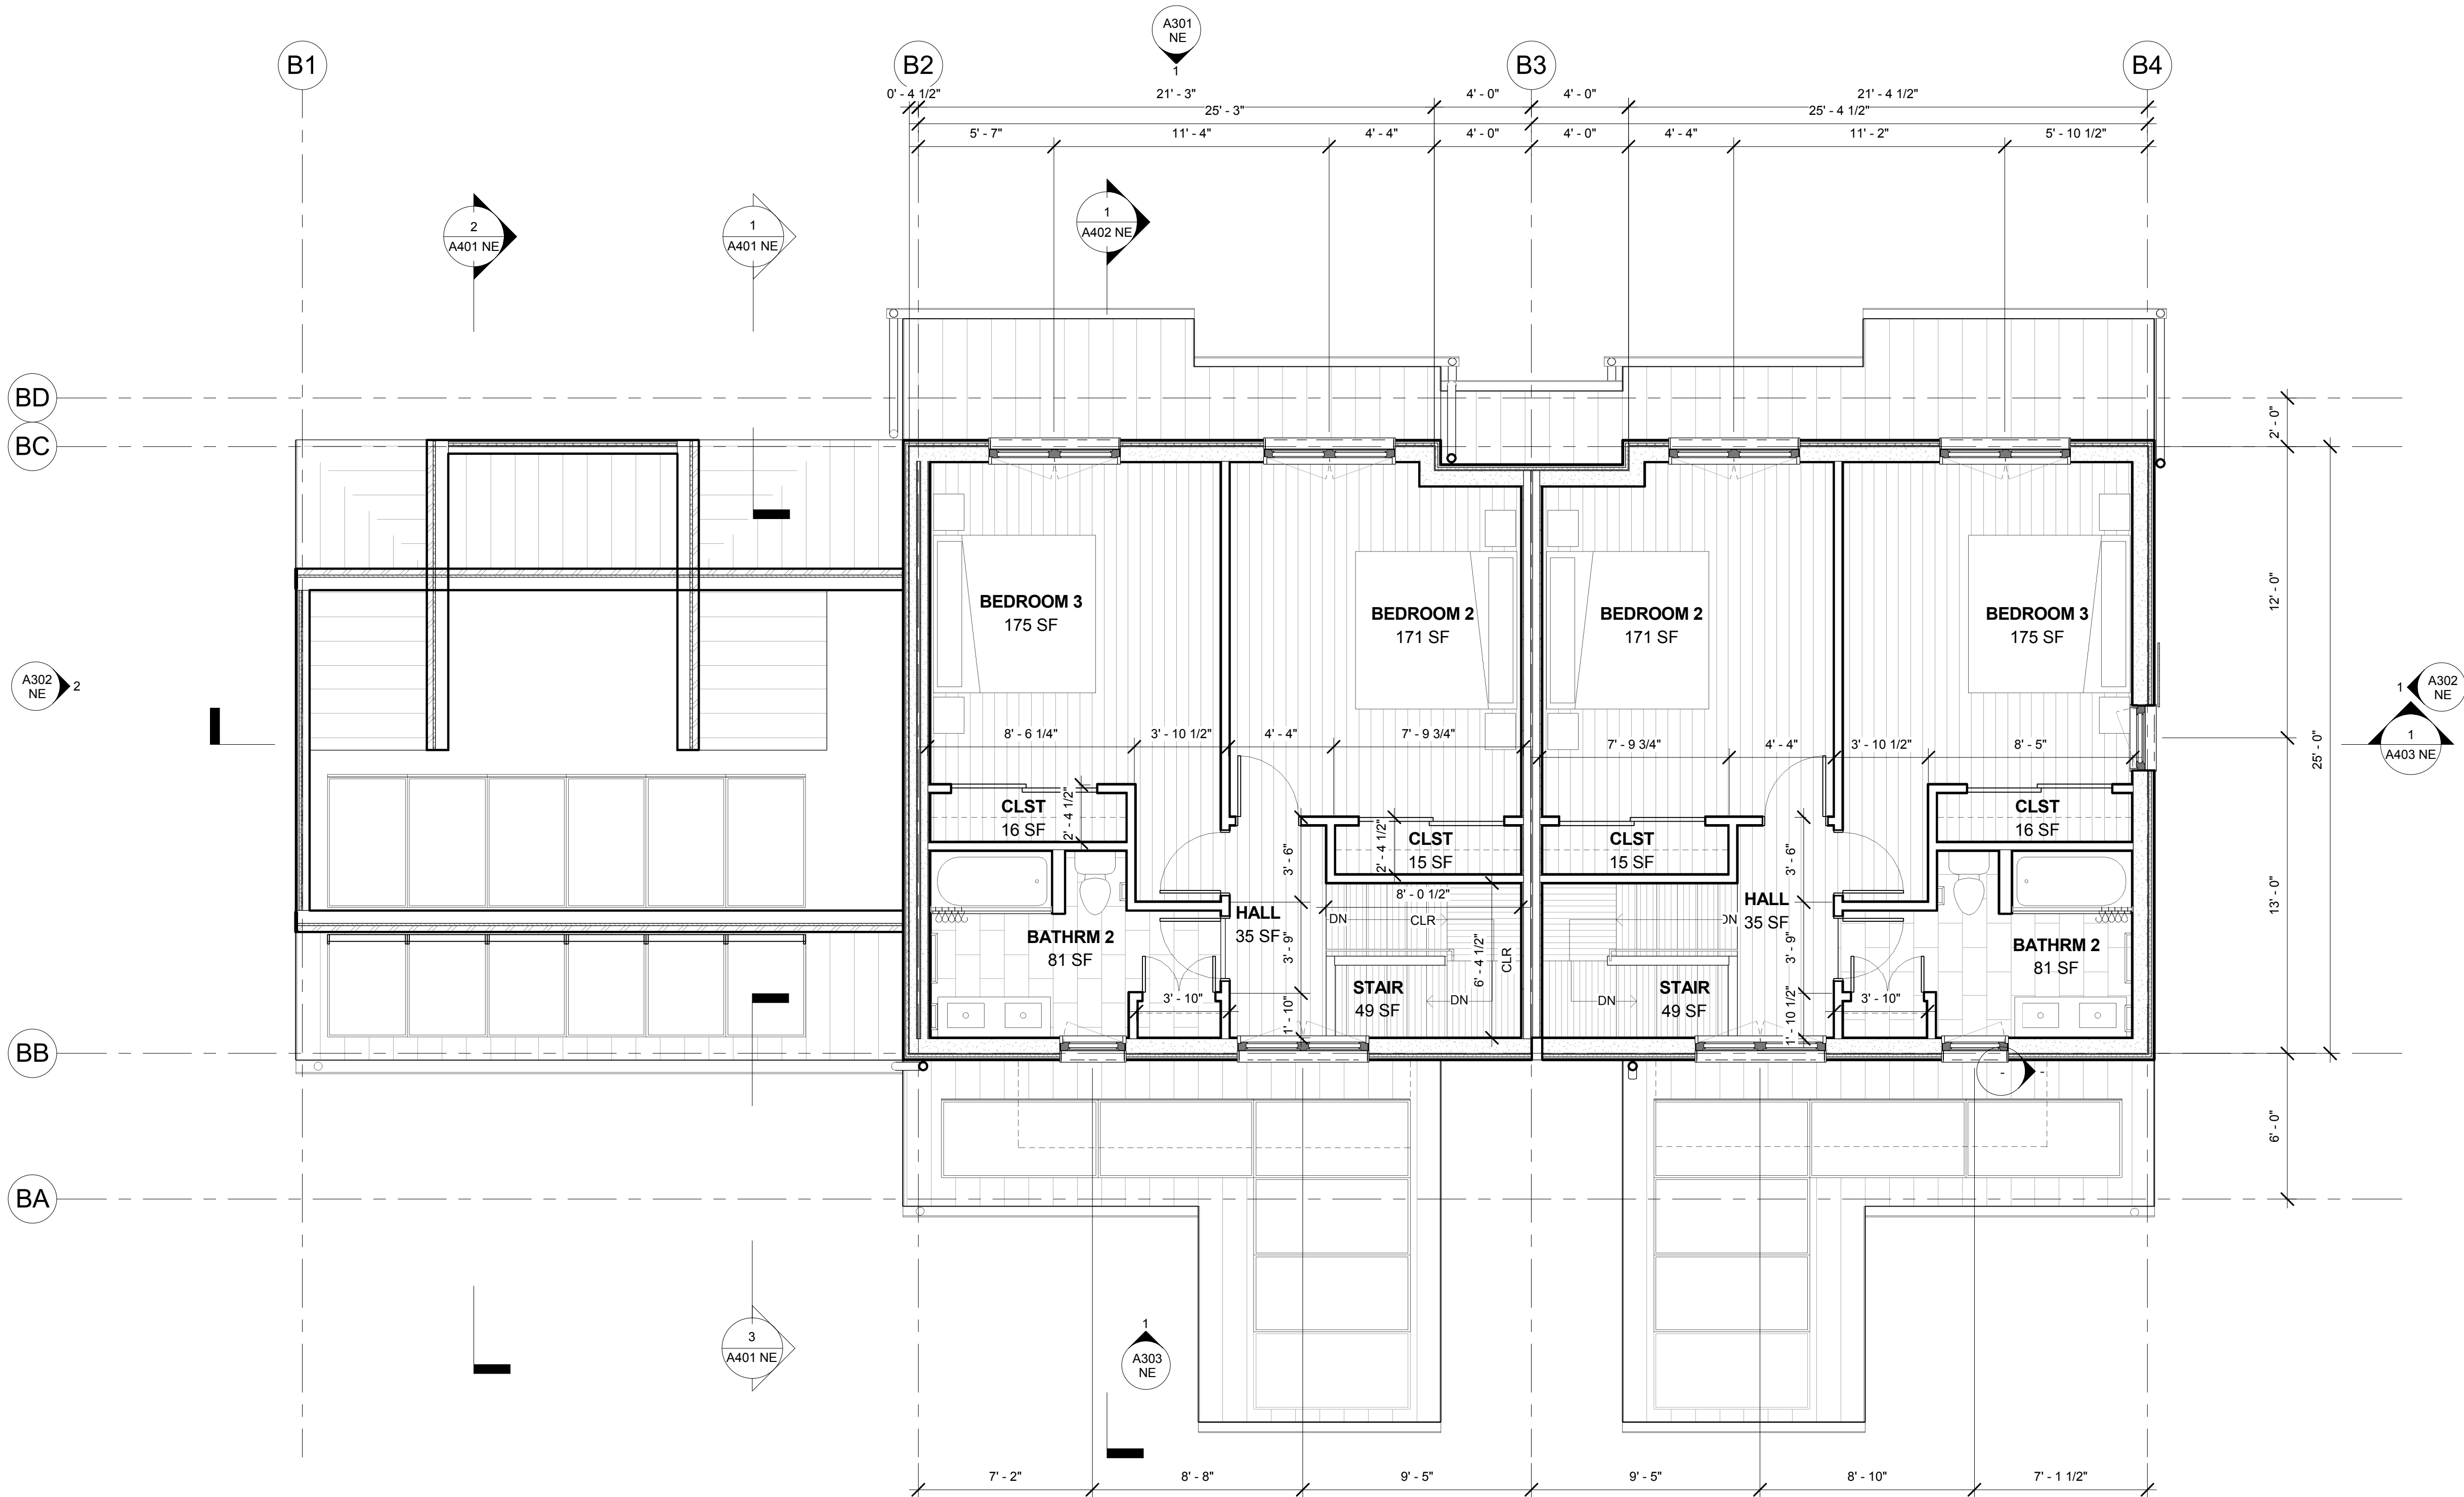 A301
NE
1
B1
B2
B3
B4
0' - 4 1/2"
21' - 3"
4' - 0"
4' - 0"
21' - 4 1/2"
25' - 3"
25' - 4 1/2"
5' - 7"
11' - 4"
4' - 4"
4' - 0"
4' - 0"
4' - 4"
11' - 2"
5' - 10 1/2"
2
A401 NE
1
A401 NE
1
A402 NE
BD
BC
2' - 0"
BEDROOM 3
175 SF
BEDROOM 2
171 SF
BEDROOM 2
171 SF
BEDROOM 3
175 SF
12' - 0"
A302
NE
2
1
A302
NE
1
A403 NE
25' - 0"
8' - 6 1/4"
3' - 10 1/2"
4' - 4"
7' - 9 3/4"
7' - 9 3/4"
4' - 4"
3' - 10 1/2"
8' - 5"
CLST
16 SF
2' - 4 1/2"
CLST
15 SF
2' - 4 1/2"
CLST
15 SF
CLST
16 SF
3' - 6"
3' - 6"
8' - 0 1/2"
HALL
35 SF
DN
CLR
DN
HALL
35 SF
13' - 0"
BATHRM 2
81 SF
3' - 9"
6' - 4 1/2"
CLR
3' - 9"
BATHRM 2
81 SF
3' - 10"
1' - 10"
STAIR
49 SF
DN
DN
STAIR
49 SF
1' - 10 1/2"
3' - 10"
BB
-
-
6' - 0"
BA
3
A401 NE
1
A303
NE
7' - 2"
8' - 8"
9' - 5"
9' - 5"
8' - 10"
7' - 1 1/2"